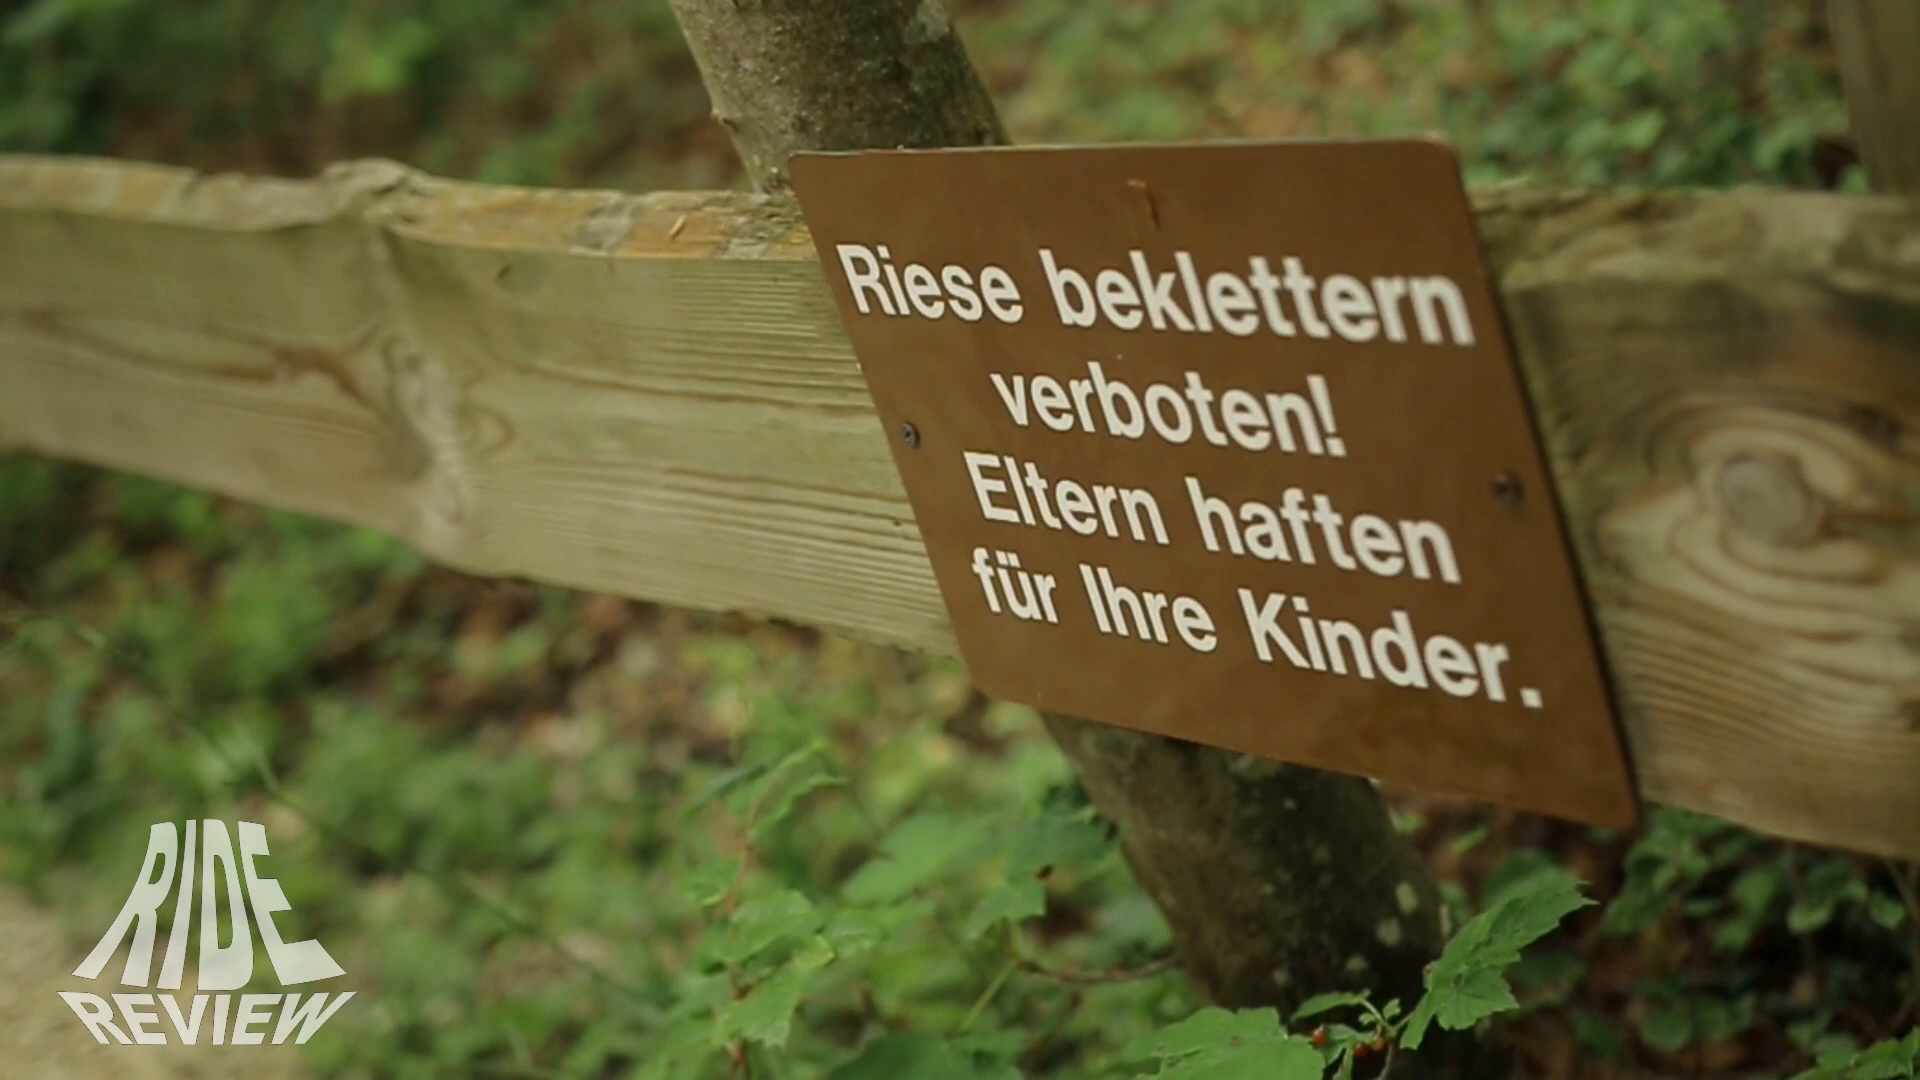 Riese beklettern
verboten!
Eltern haften
für Ihre Kinder.
RIDE
REVIEW